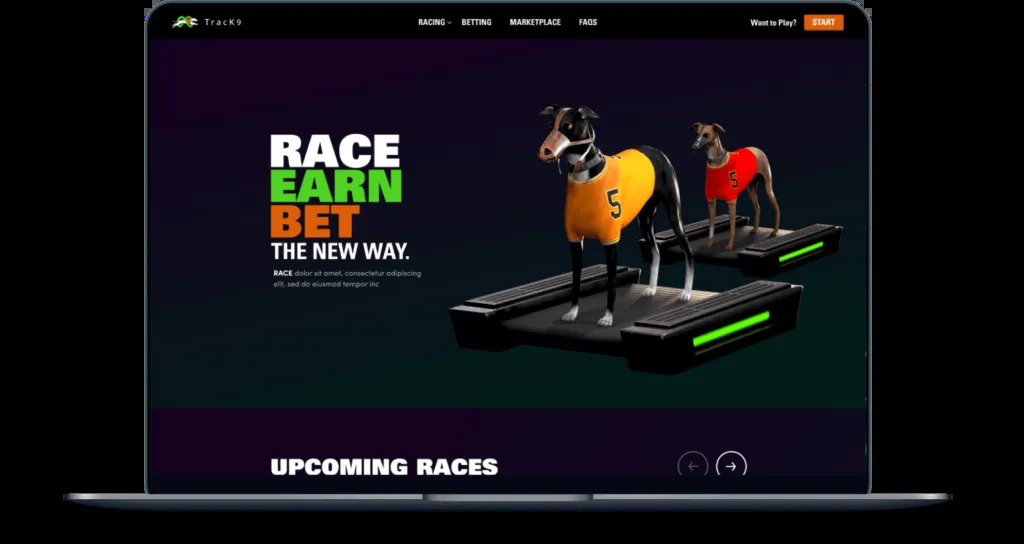 TracK9
RACING
BETTING
MARKETPLACE
FAQS
Want to Play?
START
RACE
EARN
BET
THE NEW WAY.
RACE dolor sit amet, consectetur adipiscing
elit, sed do eiusmod tempor inc
5
5
UPCOMING RACES